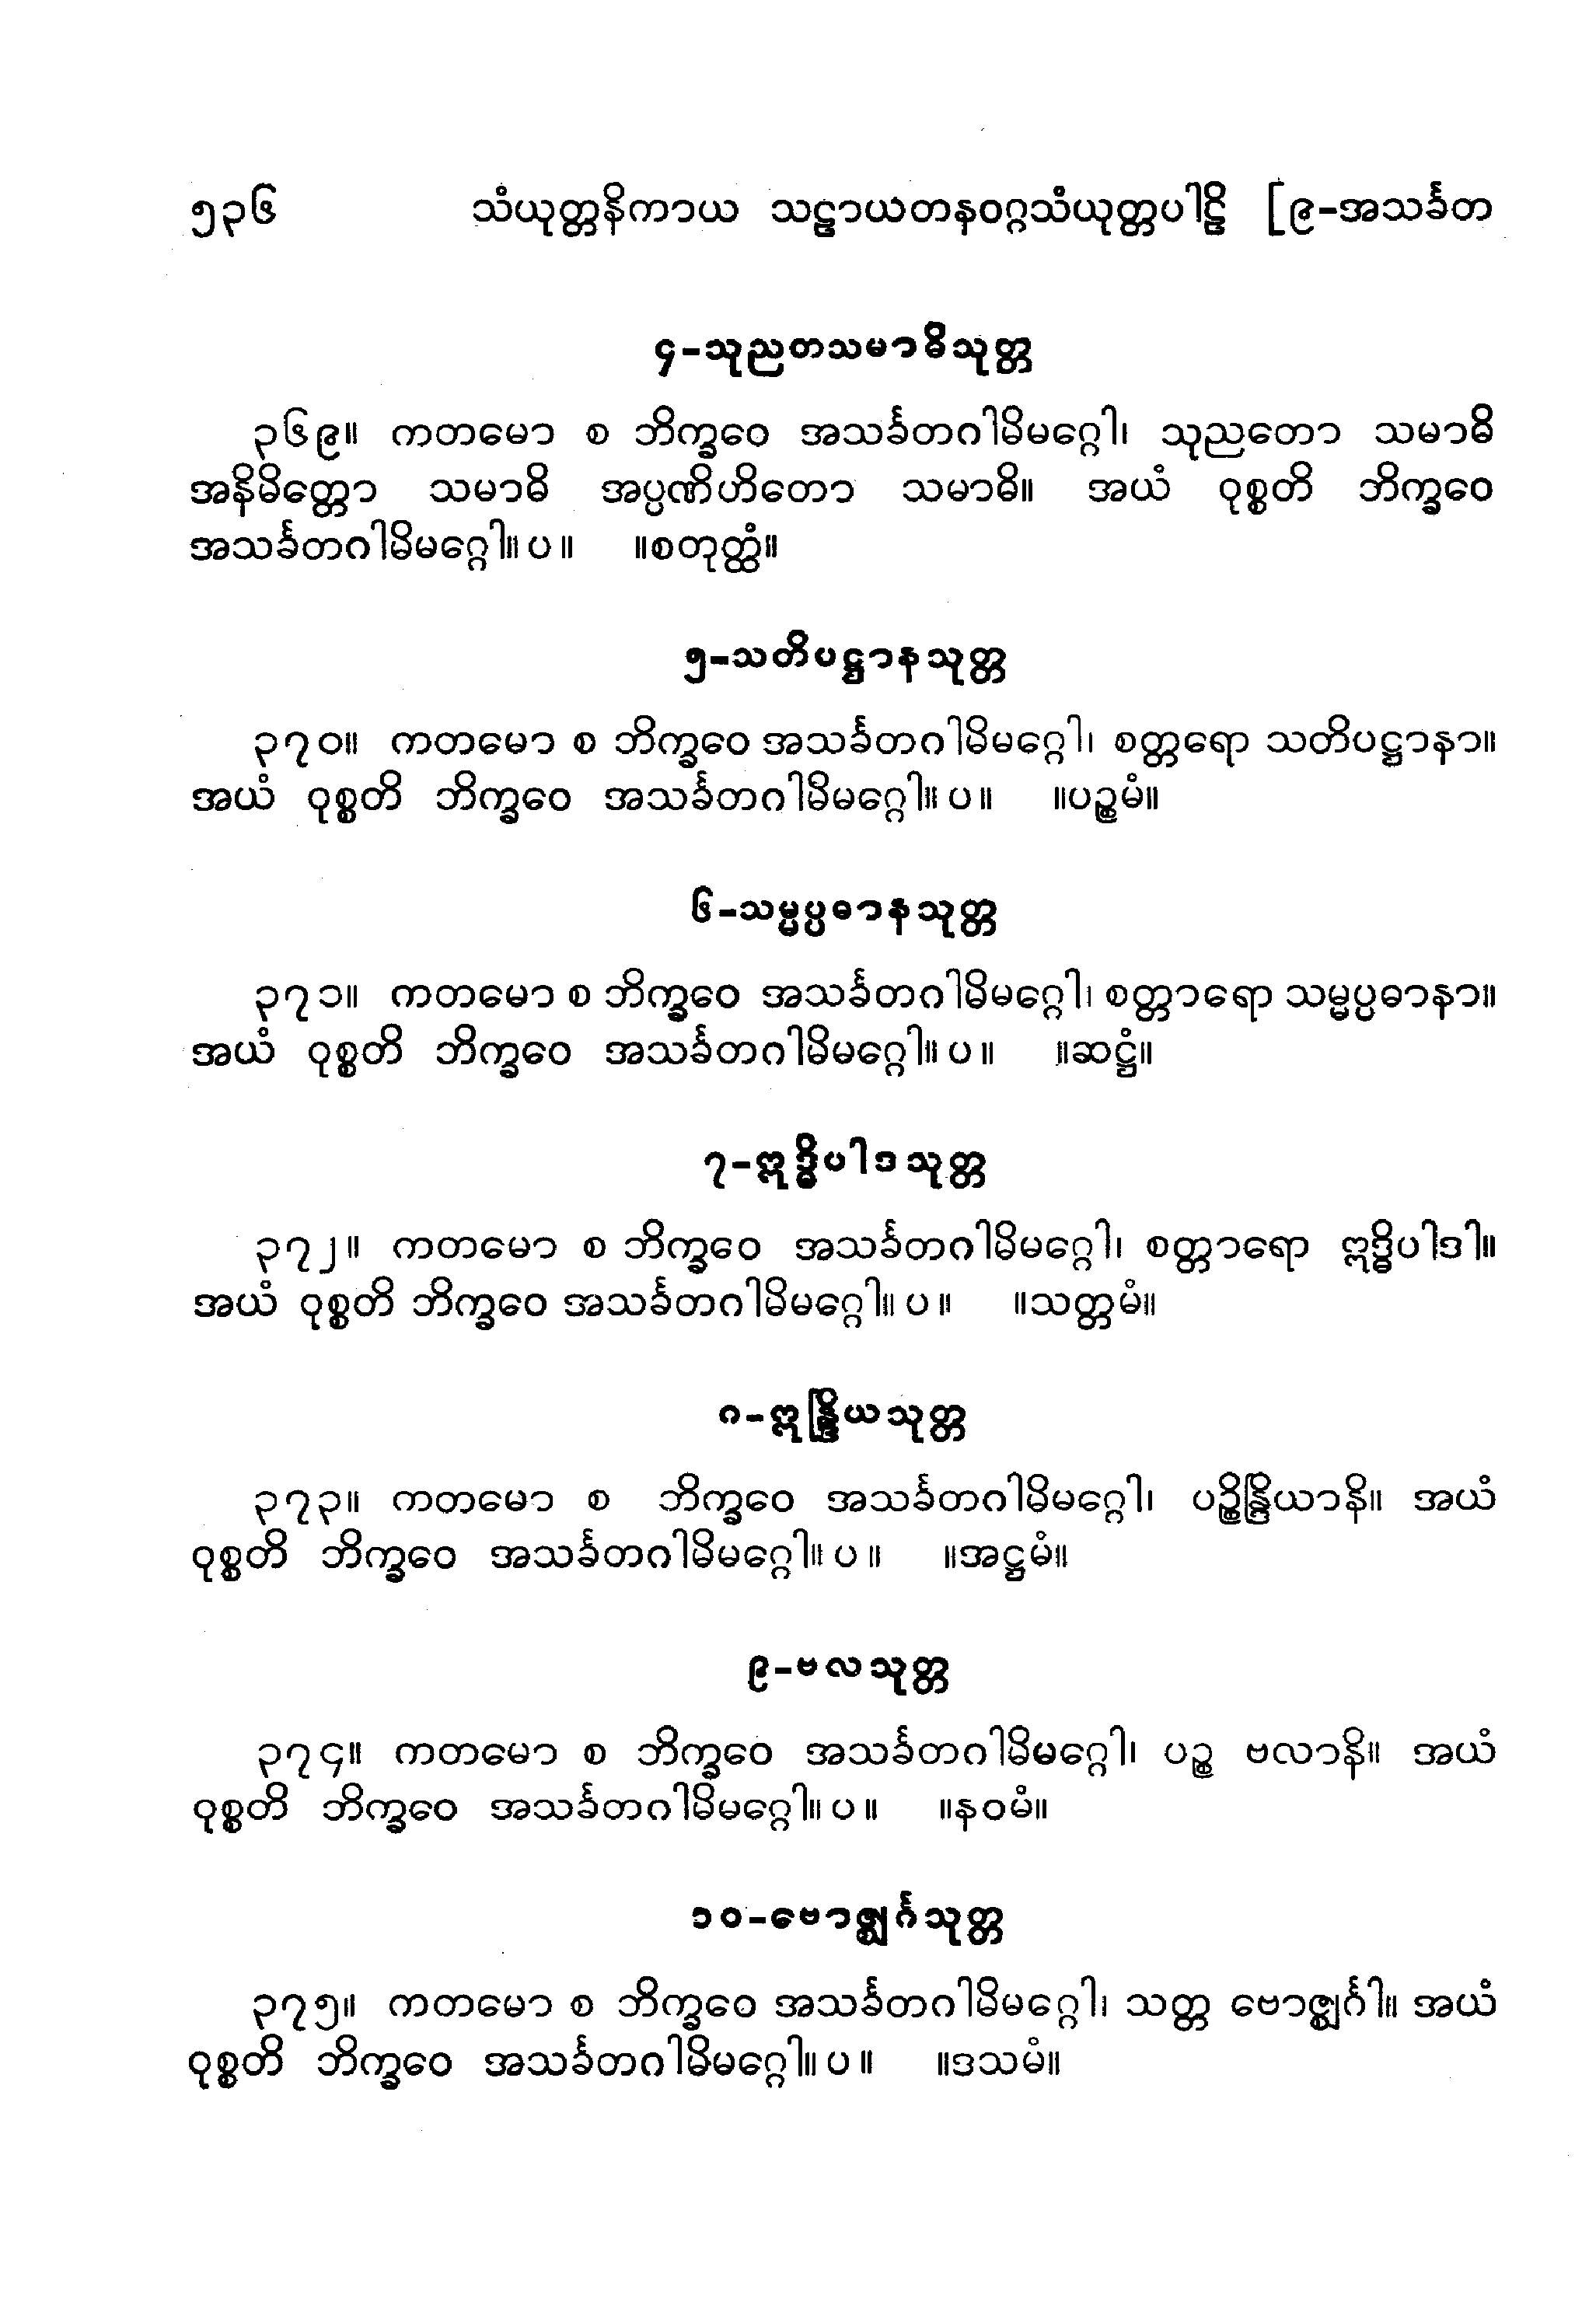 ၅၃၆ သံယုတ္တနိကာယ သဠာယတနဝဂ္ဂသံယုတ္တပါဠိ [၉-အသင်္ခတ
၄-သုညတသမာဓိသုတ္တ
၃၆၉။ ကတမော စ ဘိက္ခဝေ အသင်္ခတဂါမိမဂ္ဂေါ၊ သုညတော သမာဓိ
အနိမိတ္တော သမာဓိ အပ္ပဏိဟိတော သမာဓိ။ အယံ ဝုစ္စတိ ဘိက္ခဝေ
အသင်္ခတဂါမိမဂ္ဂေါ။ ပ ။ ။စတုတ္ထံ။
၅-သတိပဋ္ဌာနသုတ္တ
၃၇၀။ ကတမော စ ဘိက္ခဝေ အသင်္ခတဂါမိမဂ္ဂေါ၊ စတ္တရော သတိပဋ္ဌာနာ။
အယံ ဝုစ္စတိ ဘိက္ခဝေ အသင်္ခတဂါမိမဂ္ဂေါ။ ပ ။ ။ပဉ္စမံ။
၆-သမ္မပ္ပဓာနသုတ္တ
၃၇၁။ ကတမော စ ဘိက္ခဝေ အသင်္ခတဂါမိမဂ္ဂေါ၊ စတ္တာရော သမ္မပ္ပဓာနာ။
အယံ ဝုစ္စတိ ဘိက္ခဝေ အသင်္ခတဂါမိမဂ္ဂေါ။ ပ ။ ။ဆဋ္ဌံ။
၇-ဣဒ္ဓိပါဒသုတ္တ
၃၇၂။ ကတမော စ ဘိက္ခဝေ အသင်္ခတဂါမိမဂ္ဂေါ၊ စတ္တာရော ဣဒ္ဓိပါဒါ။
အယံ ဝုစ္စတိ ဘိက္ခဝေ အသင်္ခတဂါမိမဂ္ဂေါ။ ပ ။ ။သတ္တမံ။
၈-ဣန္ဒြိယသုတ္တ
၃၇၃။ ကတမော စ ဘိက္ခဝေ အသင်္ခတဂါမိမဂ္ဂေါ၊ ပဉ္စိန္ဒြိယာနိ။ အယံ
ဝုစ္စတိ ဘိက္ခဝေ အသင်္ခတဂါမိမဂ္ဂေါ။ ပ ။ ။အဋ္ဌမံ။
၉-ဗလသုတ္တ
၃၇၄။ ကတမော စ ဘိက္ခဝေ အသင်္ခတဂါမိမဂ္ဂေါ၊ ပဉ္စ ဗလာနိ။ အယံ
ဝုစ္စတိ ဘိက္ခဝေ အသင်္ခတဂါမိမဂ္ဂေါ။ ပ ။ ။နဝမံ။
၁၀-ဗောဇ္ဈင်္ဂသုတ္တ
၃၇၅။ ကတမော စ ဘိက္ခဝေ အသင်္ခတဂါမိမဂ္ဂေါ၊ သတ္တ ဗောဇ္ဈင်္ဂါ။ အယံ
ဝုစ္စတိ ဘိက္ခဝေ အသင်္ခတဂါမိမဂ္ဂေါ။ ပ ။ ။ဒသမံ။